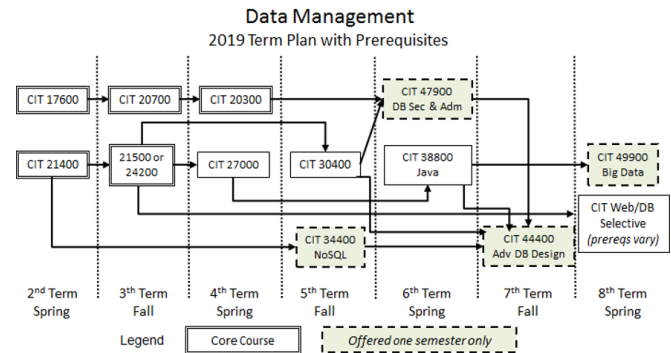 Data Management
2019 Term Plan with Prerequisites
CIT 17600
CIT 20700
CIT 20300
CIT 47900
DB Sec & Adm
CIT 21400
21500 or
24200
CIT 27000
CIT 30400
CIT 38800
Java
CIT 49900
Big Data
CIT 34400
NoSQL
CIT 44400
Adv DB Design
CIT Web/DB
Selective
(prereqs vary)
2nd Term
Spring
3th Term
Fall
4th Term
Spring
5th Term
Fall
6th Term
Spring
7th Term
Fall
8th Term
Spring
Legend
Core Course
Offered one semester only